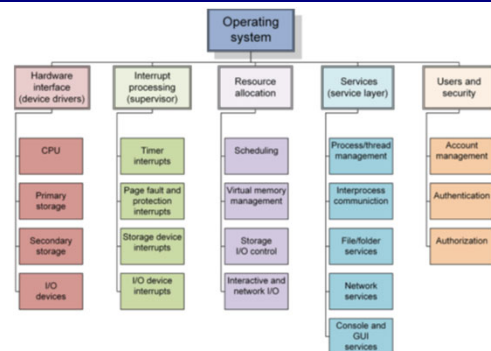 Operating
system
Hardware
interface
(device drivers)
Interrupt
processing
(supervisor)
Resource
allocation
Services
(service layer)
Users and
security
CPU
Primary
storage
Secondary
storage
I/O
devices
Timer
interrupts
Page fault and
protection
interrupts
Storage device
interrupts
I/O device
interrupts
Scheduling
Virtual memory
management
Storage
I/O control
Interactive and
network I/O
Process/thread
management
Interprocess
communiction
File/folder
services
Network
services
Console and
GUI
services
Account
management
Authentication
Authorization